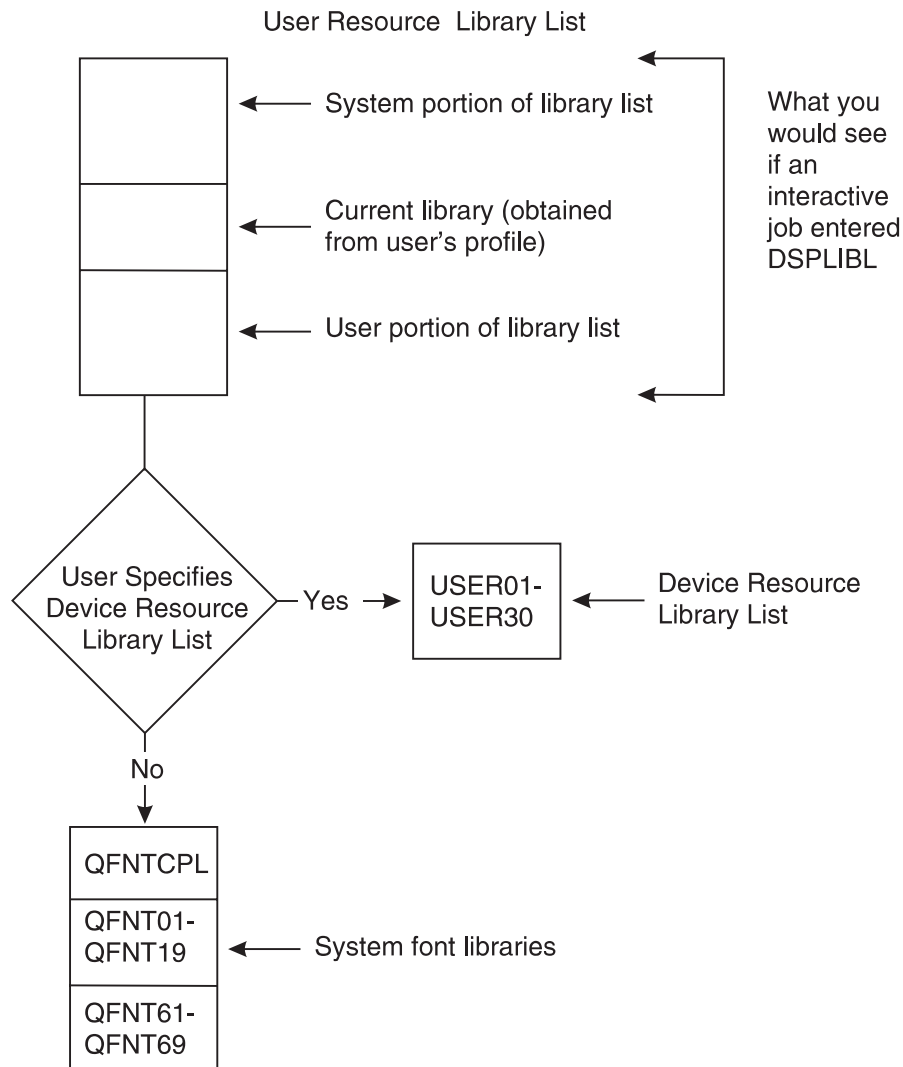 User Resource Library List
System portion of library list
Current library (obtained
from user's profile)
User portion of library list
What you
would see
if an
interactive
job entered
DSPLIBL
User Specifies
Device Resource
Library List
Yes
USER01-
USER30
Device Resource
Library List
No
QFNTCPL
QFNT01-
QFNT19
System font libraries
QFNT61-
QFNT69